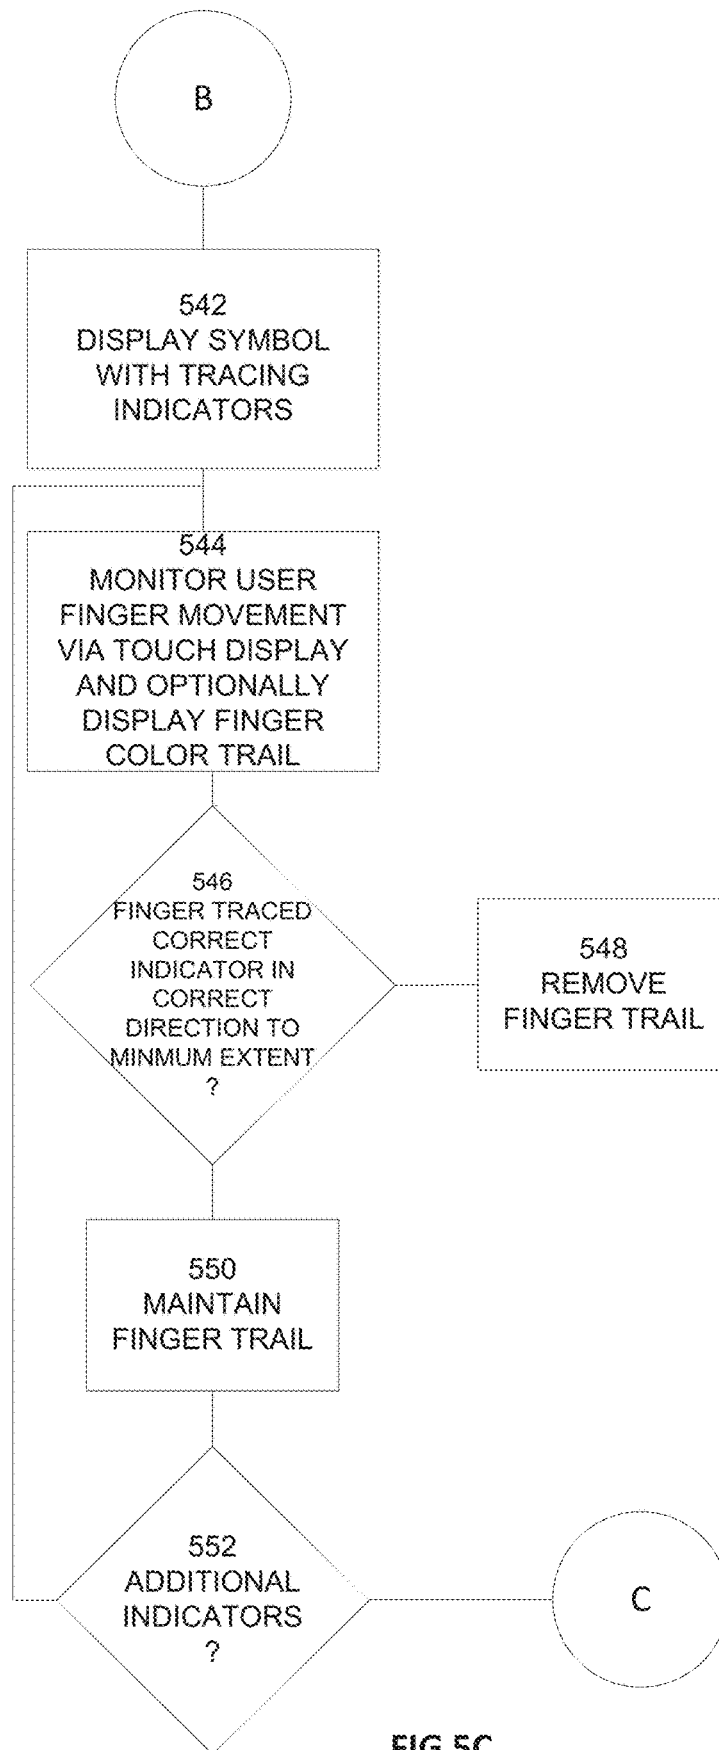 B
542
DISPLAY SYMBOL
WITH TRACING
INDICATORS
544
MONITOR USER
FINGER MOVEMENT
VIA TOUCH DISPLAY
AND OPTIONALLY
DISPLAY FINGER
COLOR TRAIL
546
FINGER TRACED
CORRECT
INDICATOR IN
CORRECT
DIRECTION TO
MINMUM EXTENT
?
548
REMOVE
FINGER TRAIL
550
MAINTAIN
FINGER TRAIL
552
ADDITIONAL
INDICATORS
?
C
FIG 5C